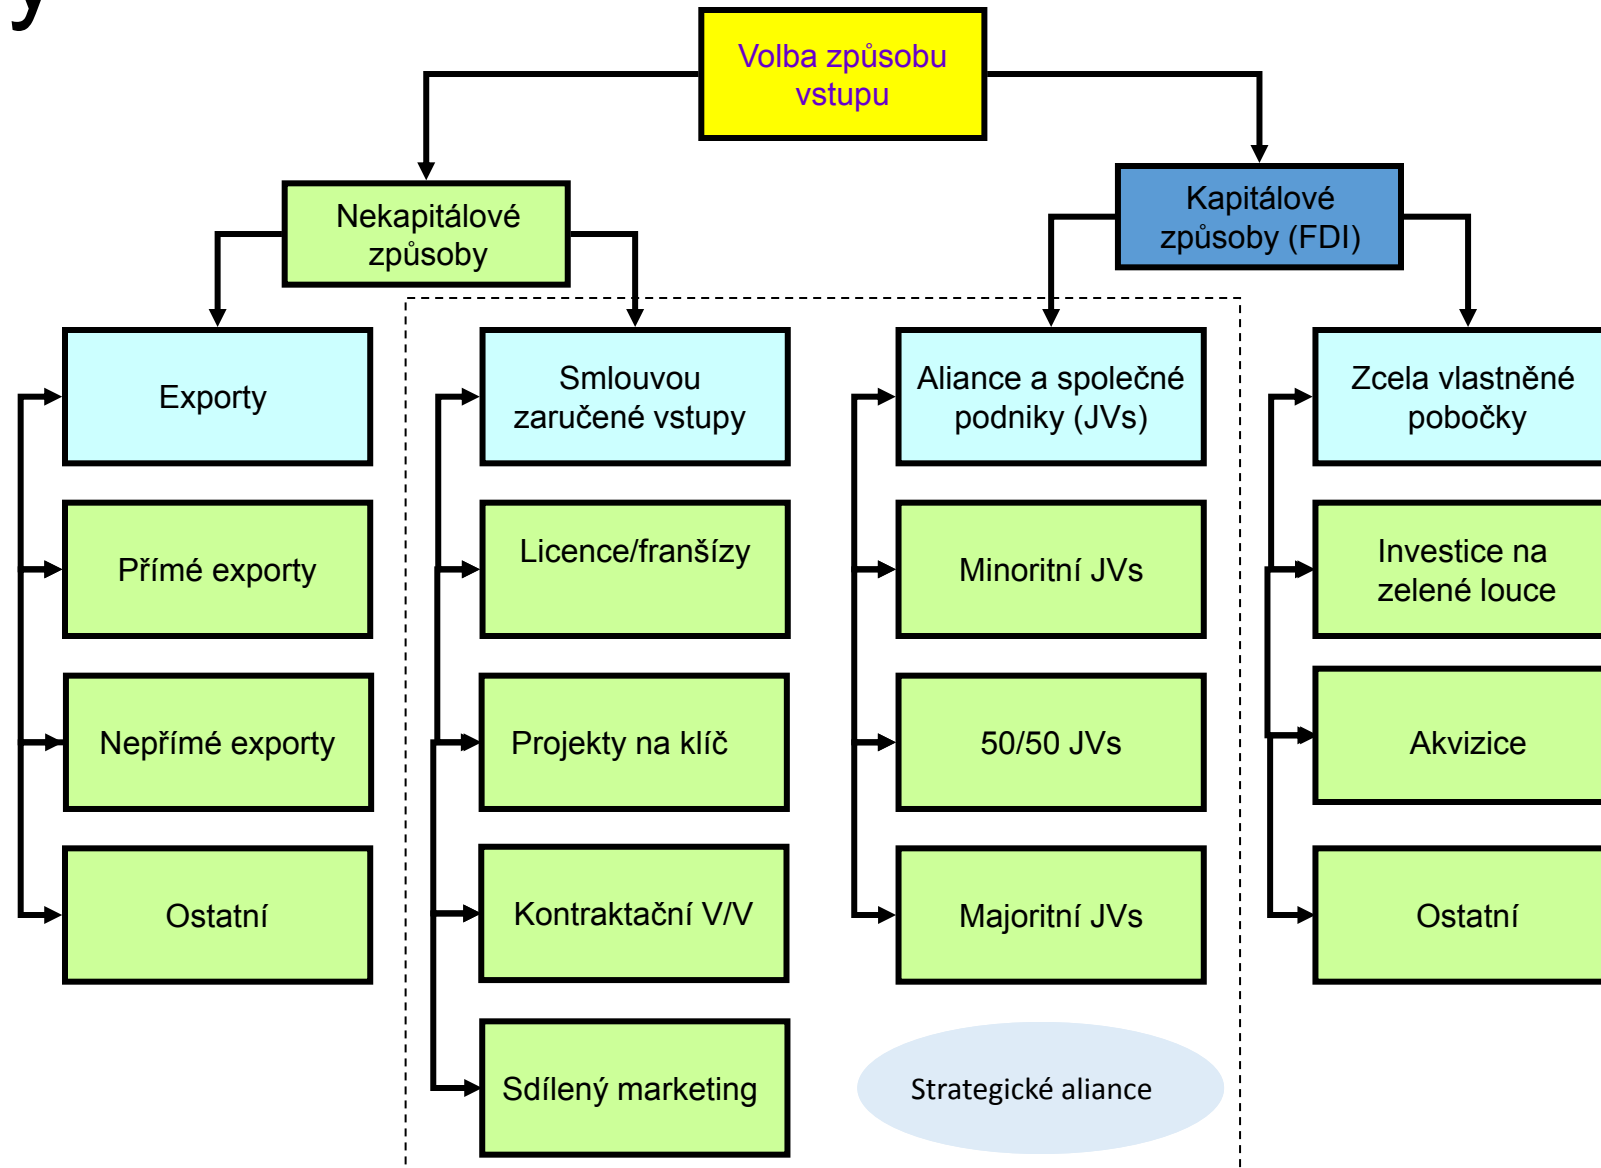 y
Volba způsobu
vstupu
Nekapitálové
způsoby
Kapitálové
způsoby (FDI)
Exporty
Smlouvou
zaručené vstupy
Aliance a společné
podniky (JVs)
Zcela vlastněné
pobočky
Přímé exporty
Licence/franšízy
Minoritní JVs
Investice na
zelené louce
Nepřímé exporty
Projekty na klíč
50/50 JVs
Akvizice
Ostatní
Kontraktační V/V
Majoritní JVs
Ostatní
Sdílený marketing
Strategické aliance